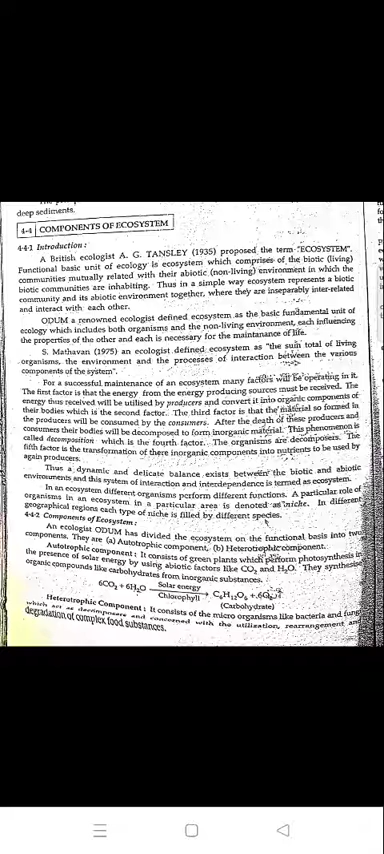 deep sediments.
4·4 COMPONENTS OF ECOSYSTEM
4·4·1 Introduction :
A British ecologist A. G. TANSLEY (1935) proposed the term "ECOSYSTEM".
Functional basic unit of ecology is ecosystem which comprises of the biotic (living)
communities mutually related with their abiotic (non-living) environment in which the
biotic communities are inhabiting. Thus in a simple way ecosystem represents a biotic
community and its abiotic environment together, where they are inseparably inter-related
and interact with each other.
ODUM a renowned ecologist defined ecosystem as the basic fundamental unit of
ecology which includes both organisms and the non-living environment, each influencing
the properties of the other and each is necessary for the maintanance of life.
S. Mathavan (1975) an ecologist defined ecosystem as "the sum total of living
organisms, the environment and the processes of interaction between the various
components of the system".
For a successful maintenance of an ecosystem many factors will be operating in it.
The first factor is that the energy from the energy producing sources must be received. The
energy thus received will be utilised by producers and convert it into organic components of
their bodies which is the second factor. The third factor is that the material so formed in
the producers will be consumed by the consumers. After the death of these producers and
consumers their bodies will be decomposed to form inorganic material. This phenomenon is
called decomposition which is the fourth factor. The organisms are decomposers. The
fifth factor is the transformation of there inorganic components into nutrients to be used by
again producers.
Thus a dynamic and delicate balance exists between the biotic and abiotic
environments and this system of interaction and interdependence is termed as ecosystem.
In an ecosystem different organisms perform different functions. A particular role of
organisms in an ecosystem in a particular area is denoted as niche. In different
geographical regions each type of niche is filled by different species.
4·4·2 Components of Ecosystem :
An ecologist ODUM has divided the ecosystem on the functional basis into two
components. They are (a) Autotrophic component, (b) Heterotrophic component.
Autotrophic component : It consists of green plants which perform photosynthesis in
the presence of solar energy by using abiotic factors like CO₂ and H₂O. They synthesise
organic compounds like carbohydrates from inorganic substances.
6CO₂ + 6H₂O Solar energy Chlorophyll → C₆H₁₂O₆ + 6O₂
(Carbohydrate)
Heterotrophic Component : It consists of the micro organisms like bacteria and fungi
which act as decomposers and concerned with the utilization, rearrangement and
degradation of complex food substances.